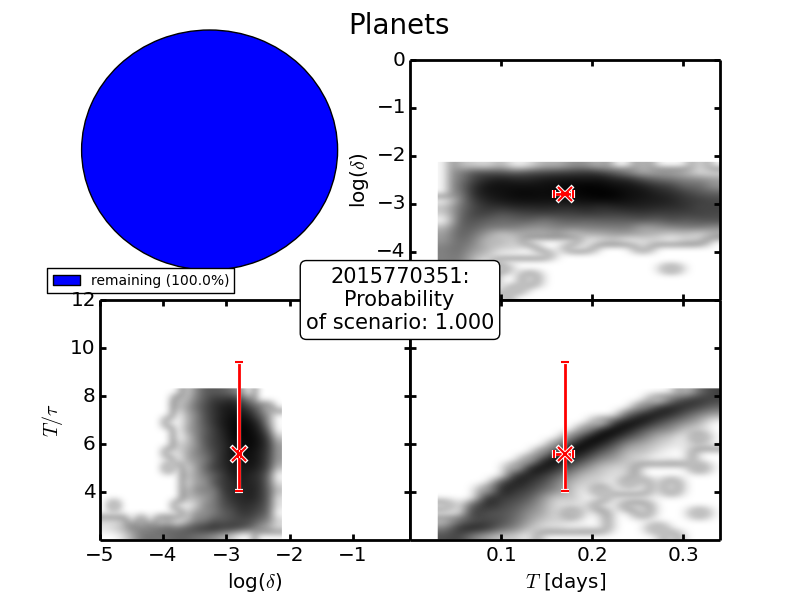 Planets
remaining (100.0%)
0
−1
−2
−3
−4
log(δ)
2015770351:
Probability
of scenario: 1.000
12
10
8
6
4
T/τ
−5
−4
−3
−2
−1
log(δ)
0.1
0.2
0.3
T [days]